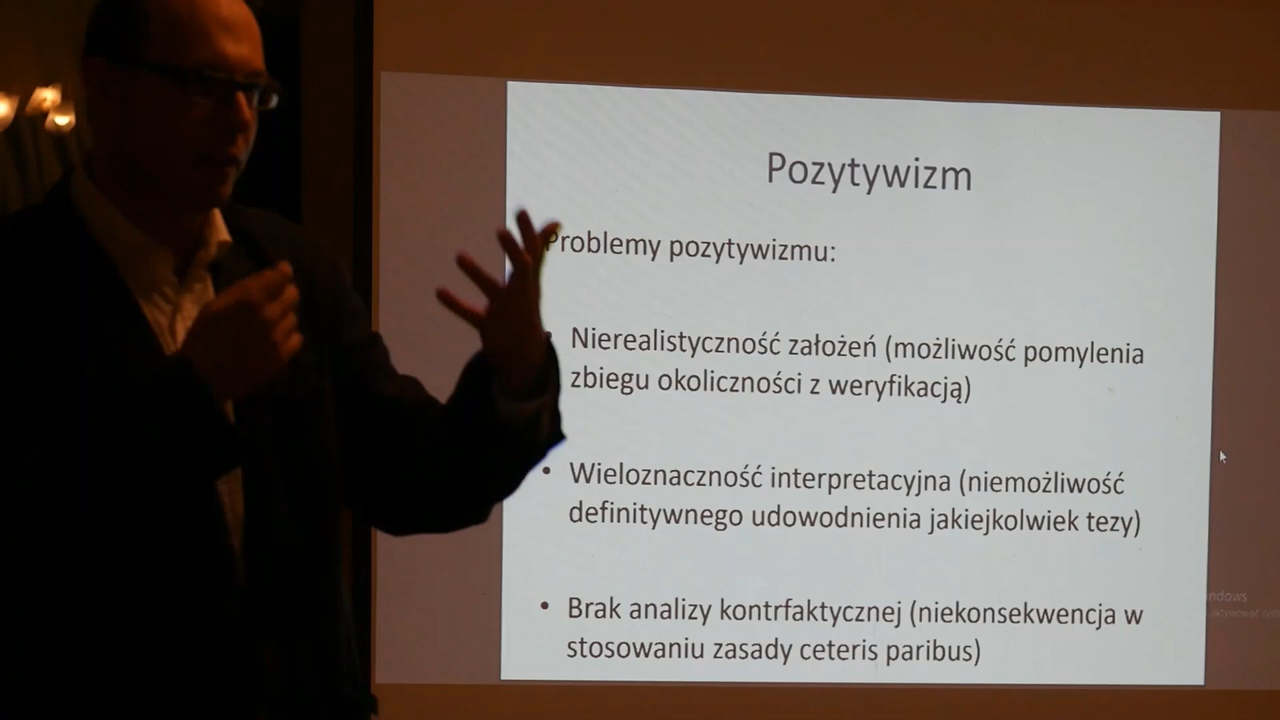 Pozytywizm
Problemy pozytywizmu:
Nierealistyczność założeń (możliwość pomylenia
zbiegu okoliczności z weryfikacją)
• Wieloznaczność interpretacyjna (niemożliwość
definitywnego udowodnienia jakiejkolwiek tezy)
• Brak analizy kontrfaktycznej (niekonsekwencja w
stosowaniu zasady ceteris paribus)